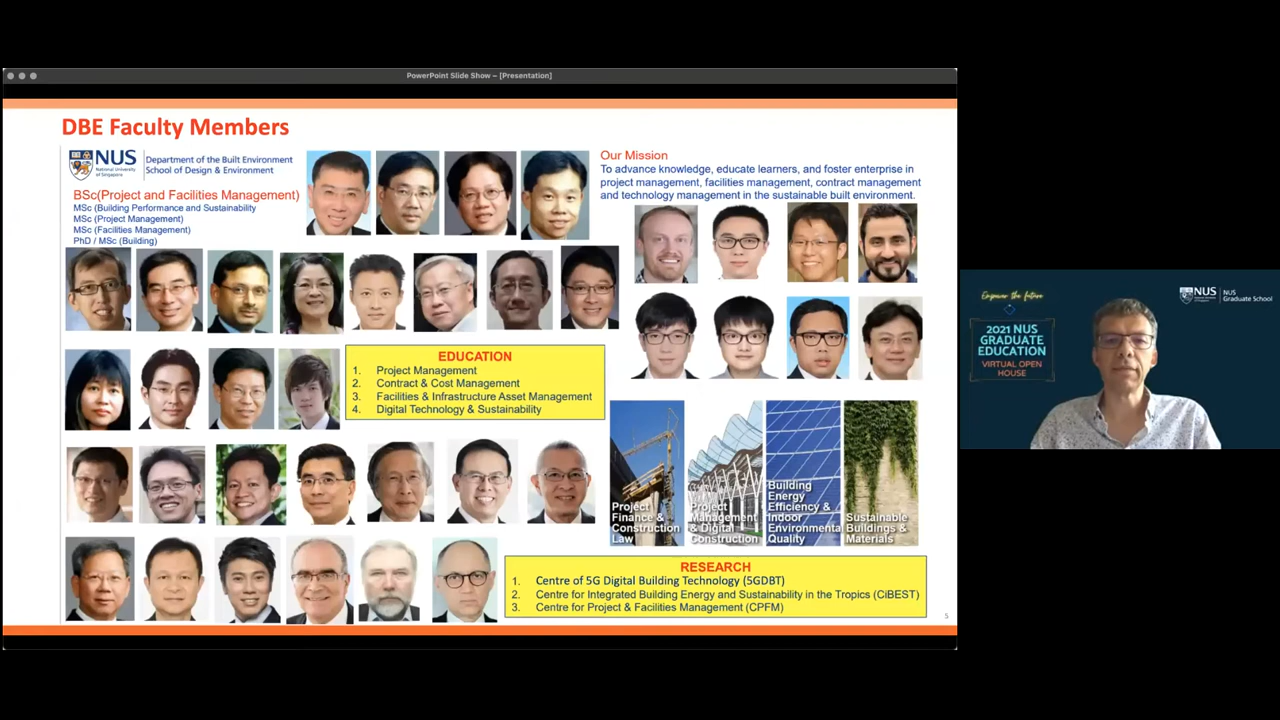 PowerPoint Slide Show – [Presentation]
DBE Faculty Members
NUS
National University
of Singapore
Department of the Built Environment
School of Design & Environment
BSc(Project and Facilities Management)
MSc (Building Performance and Sustainability
MSc (Project Management)
MSc (Facilities Management)
PhD / MSc (Building)
Our Mission
To advance knowledge, educate learners, and foster enterprise in
project management, facilities management, contract management
and technology management in the sustainable built environment.
EDUCATION
1. Project Management
2. Contract & Cost Management
3. Facilities & Infrastructure Asset Management
4. Digital Technology & Sustainability
Project
Finance &
Construction
Law
Project
Management
& Digital
Construction
Building
Energy
Efficiency &
Indoor
Environmental
Quality
Sustainable
Buildings &
Materials
RESEARCH
1. Centre of 5G Digital Building Technology (5GDBT)
2. Centre for Integrated Building Energy and Sustainability in the Tropics (CiBEST)
3. Centre for Project & Facilities Management (CPFM)
5
Empower the future
2021 NUS
GRADUATE
EDUCATION
VIRTUAL OPEN
HOUSE
NUS
National University
of Singapore
NUS
Graduate School